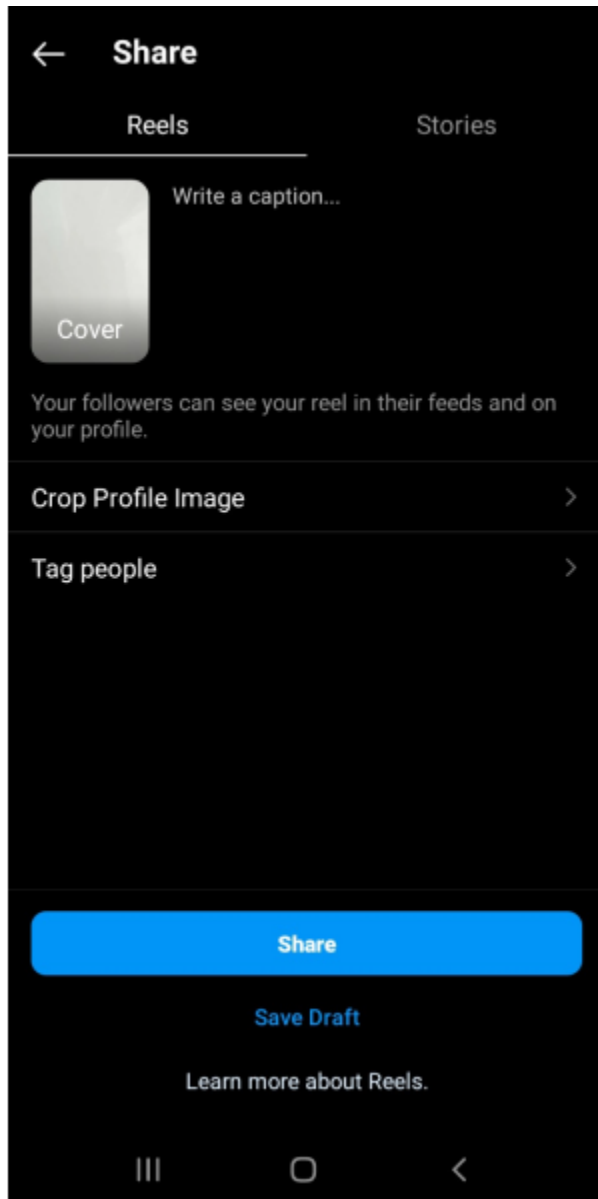 Share
Reels
Stories
Write a caption...
Cover
Your followers can see your reel in their feeds and on
your profile.
Crop Profile Image
Tag people
Share
Save Draft
Learn more about Reels.